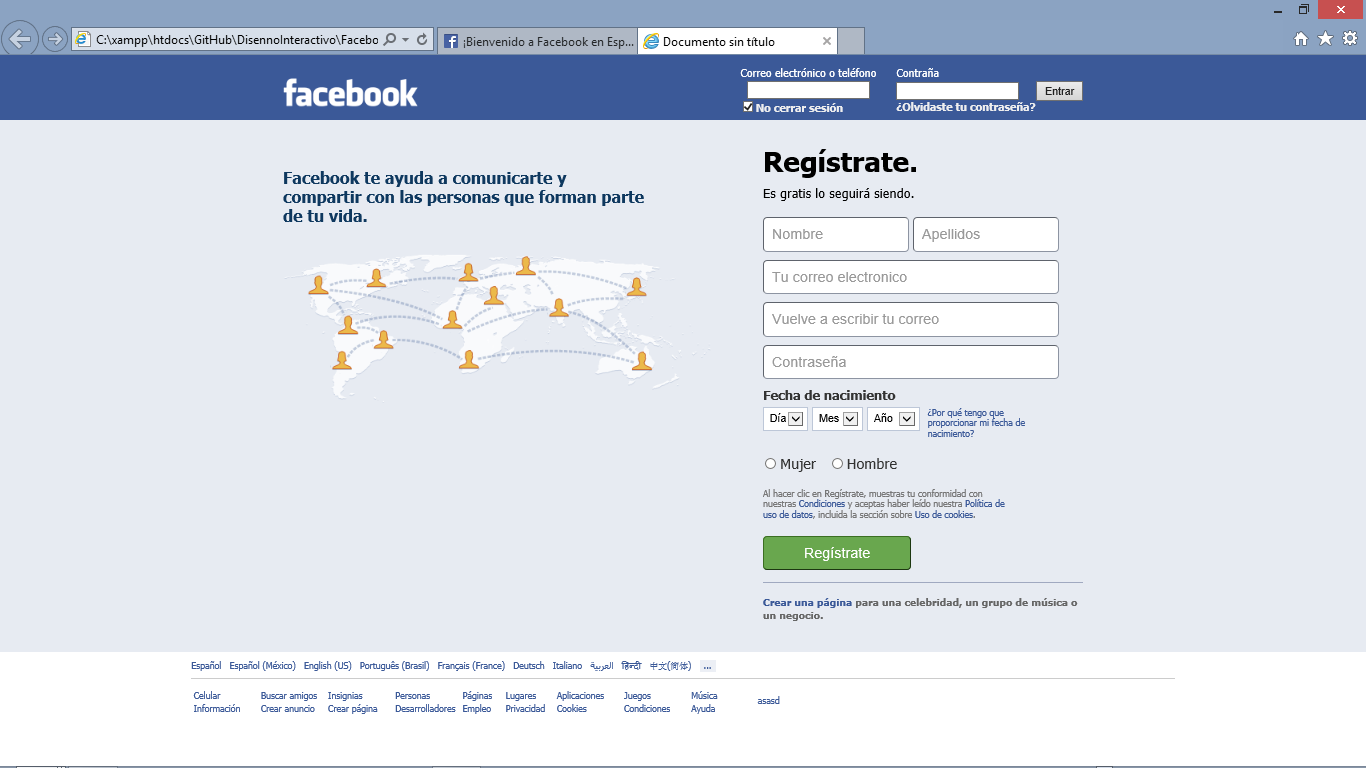 C:\xampp\htdocs\GitHub\DisennoInteractivo\Facebo
¡Bienvenido a Facebook en Esp...
Documento sin título
facebook
Correo electrónico o teléfono
Contraña
Entrar
No cerrar sesión
¿Olvidaste tu contraseña?
Facebook te ayuda a comunicarte y
compartir con las personas que forman parte
de tu vida.
Regístrate.
Es gratis lo seguirá siendo.
Nombre
Apellidos
Tu correo electronico
Vuelve a escribir tu correo
Contraseña
Fecha de nacimiento
Día
Mes
Año
¿Por qué tengo que
proporcionar mi fecha de
nacimiento?
Mujer
Hombre
Al hacer clic en Regístrate, muestras tu conformidad con
nuestras Condiciones y aceptas haber leído nuestra Política de
uso de datos, incluida la sección sobre Uso de cookies.
Regístrate
Crear una página para una celebridad, un grupo de música o
un negocio.
Español Español (México) English (US) Português (Brasil) Français (France) Deutsch Italiano العربية हिन्दी 中文(简体) ...
Celular Buscar amigos Insignias Personas Páginas Lugares Aplicaciones Juegos Música
asasd
Información Crear anuncio Crear página Desarrolladores Empleo Privacidad Cookies Condiciones Ayuda